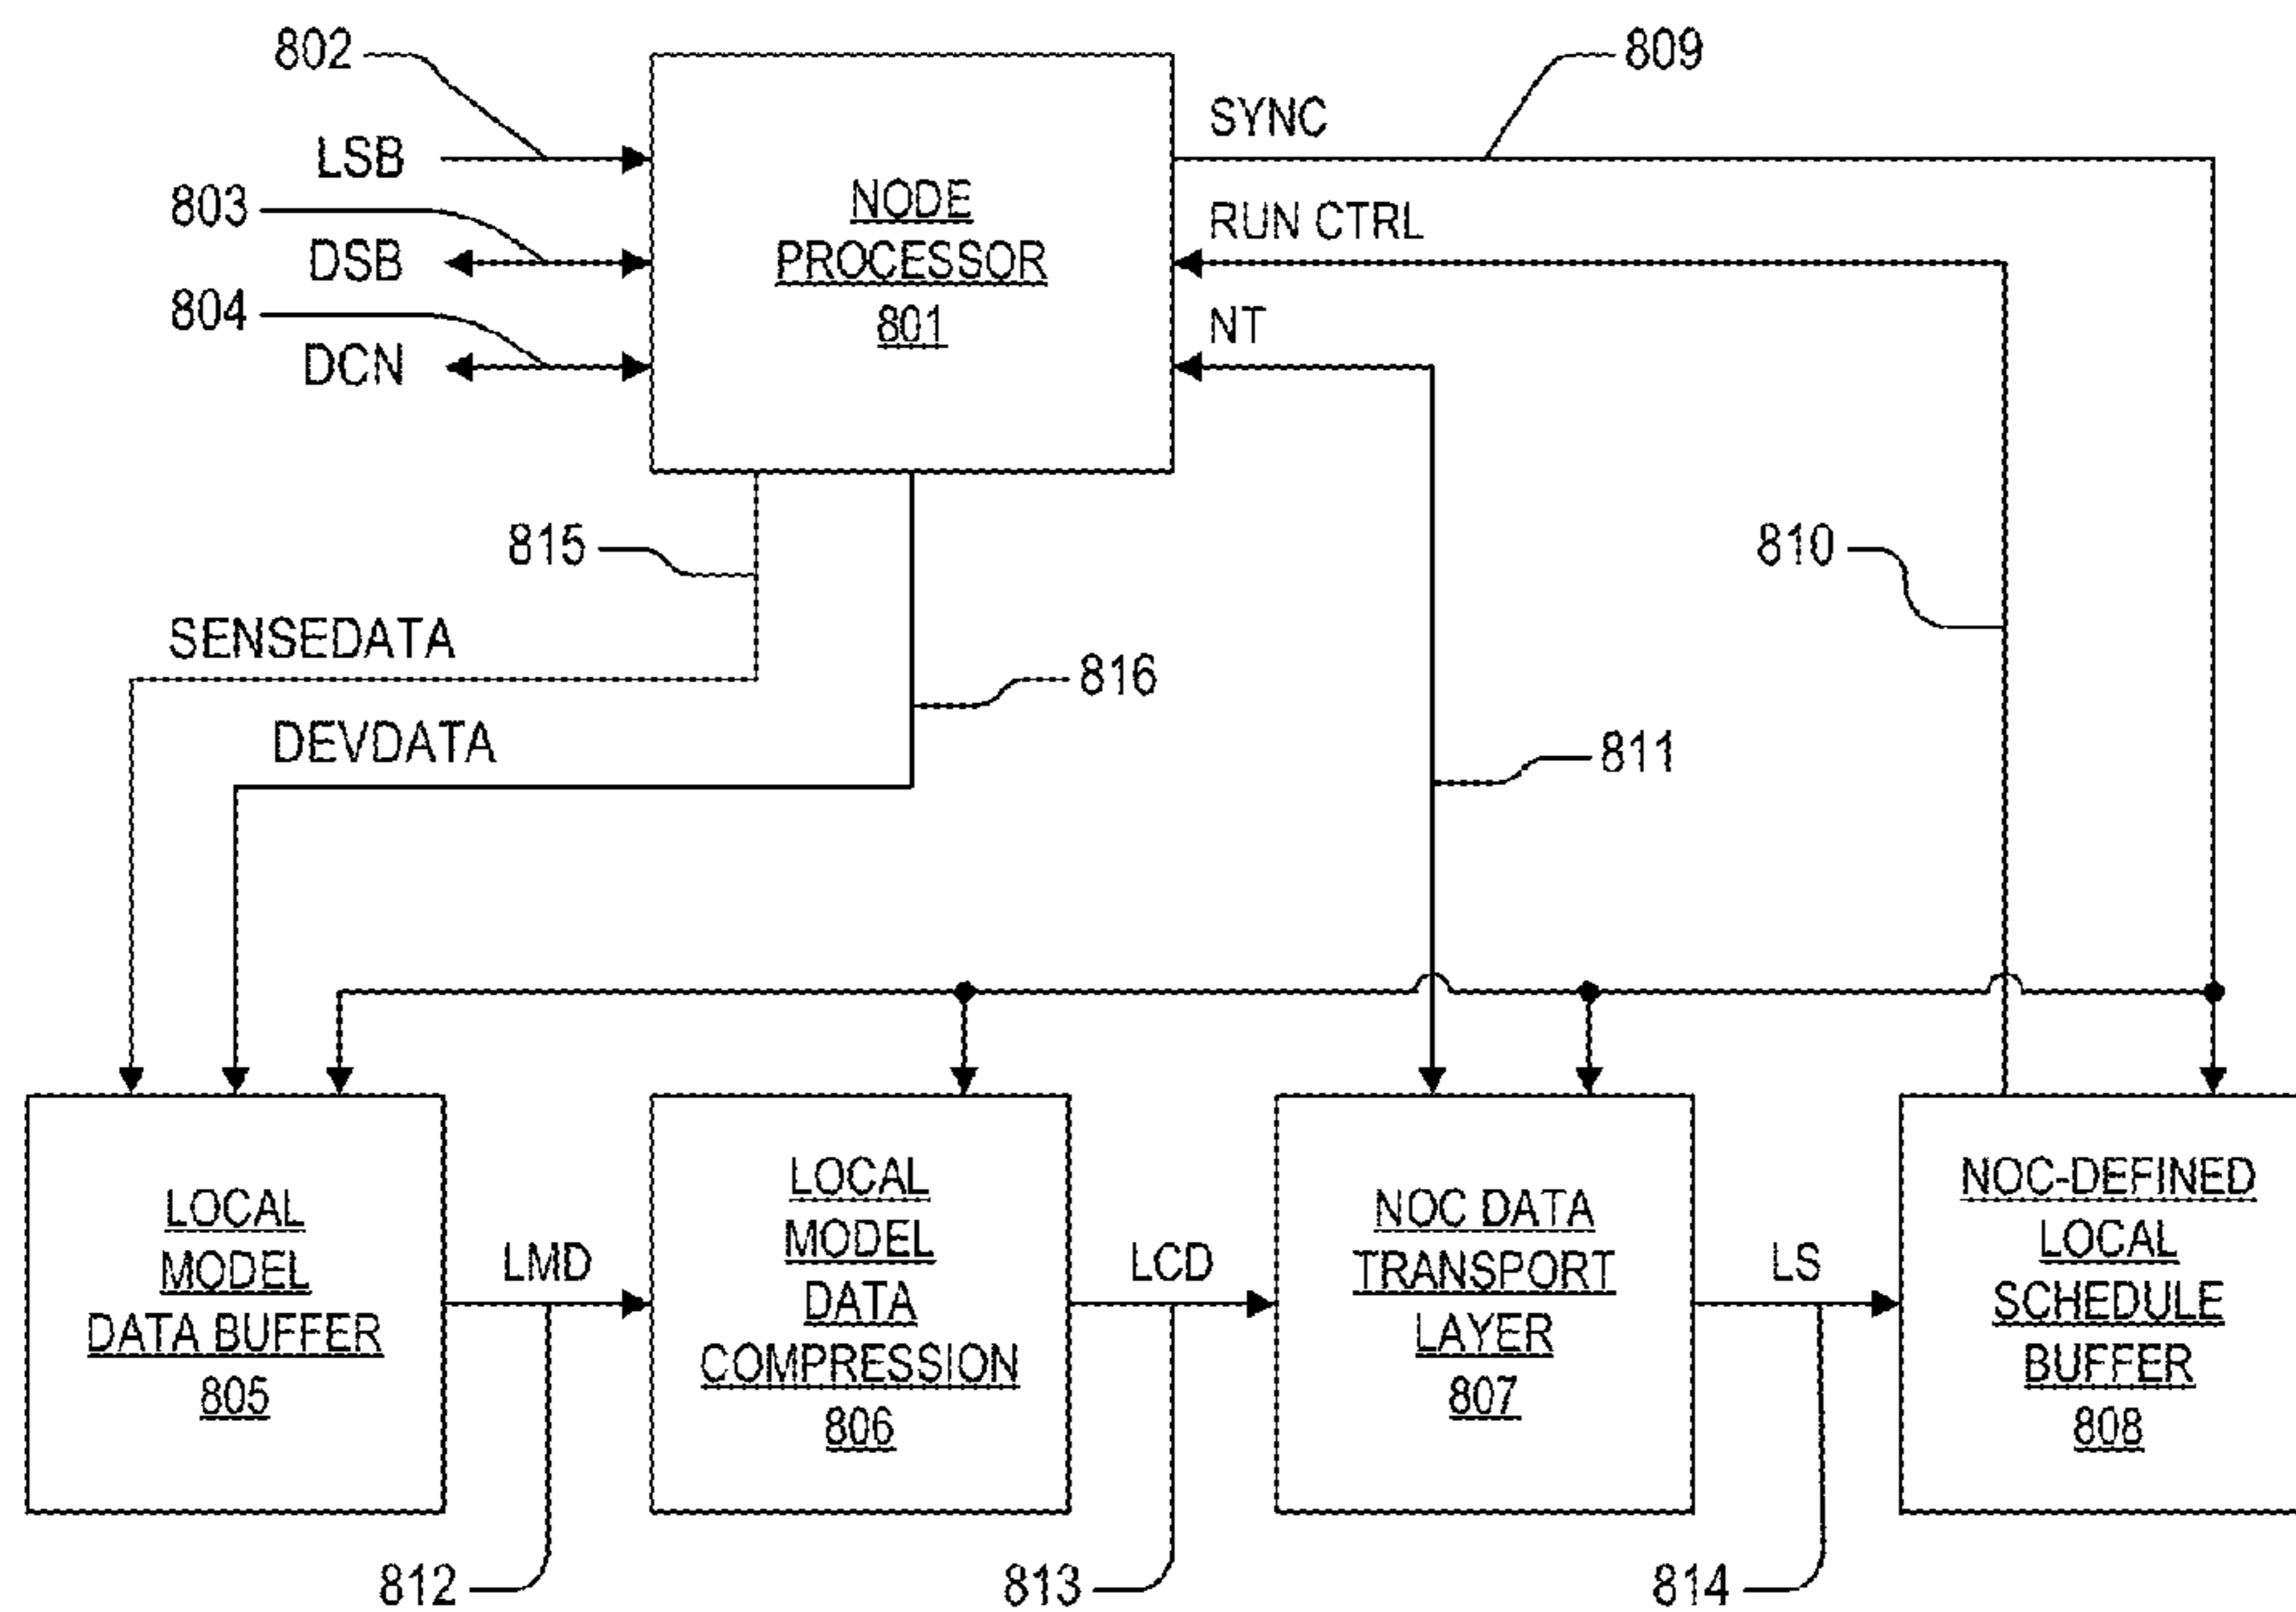 802
809
LSB
SYNC
NODE
PROCESSOR
801
803
DSB
RUN CTRL
804
DCN
NT
815
810
SENSEDATA
816
DEVDATA
811
LOCAL
MODEL
DATA BUFFER
805
LMD
LOCAL
MODEL
DATA
COMPRESSION
806
LCD
NOC DATA
TRANSPORT
LAYER
807
LS
NOC-DEFINED
LOCAL
SCHEDULE
BUFFER
808
812
813
814